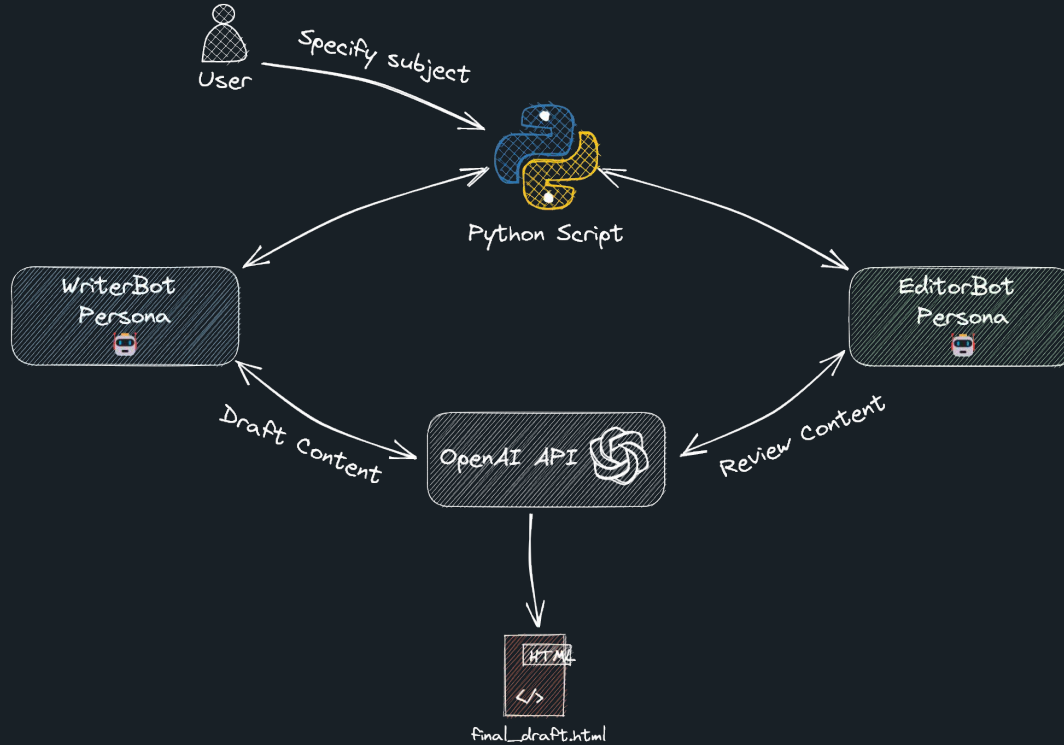 Specify subject
User
Python Script
WriterBot
Persona
EditorBot
Persona
Draft Content
OpenAI API
Review Content
HTML
</>
final_draft.html